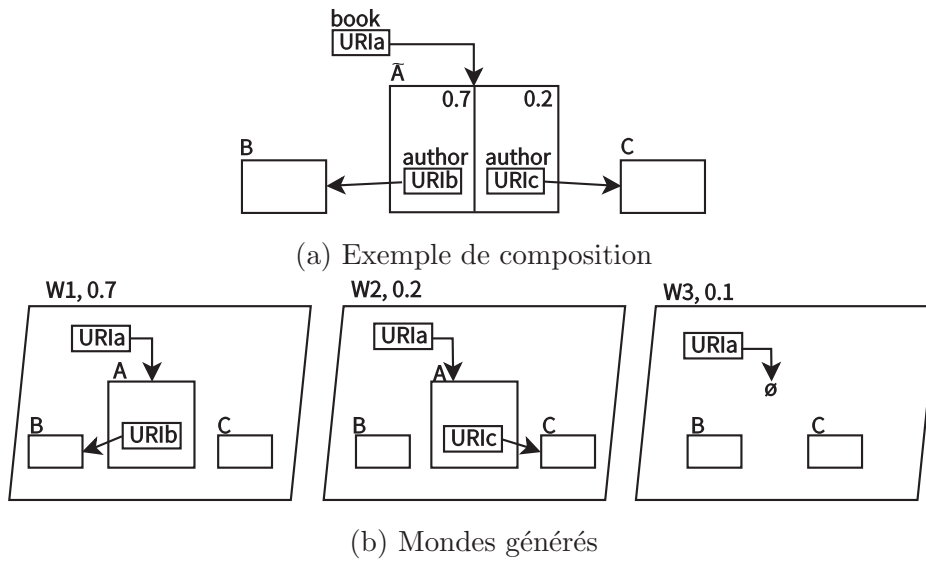 book
URIa
Ã
0.7 0.2
B
C
author author
URIb URIc
(a) Exemple de composition
W1, 0.7 W2, 0.2 W3, 0.1
URIa URIa URIa
A A
ø
B C B C B C
URIb URIc
(b) Mondes générés